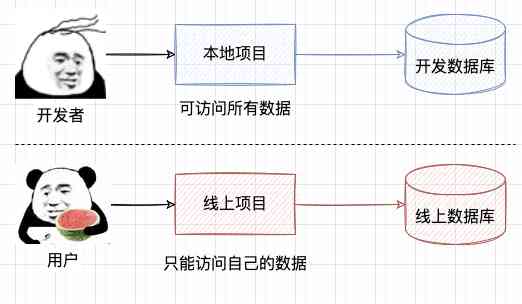 本地项目
开发数据库
开发者
可访问所有数据
线上项目
线上数据库
用户
只能访问自己的数据